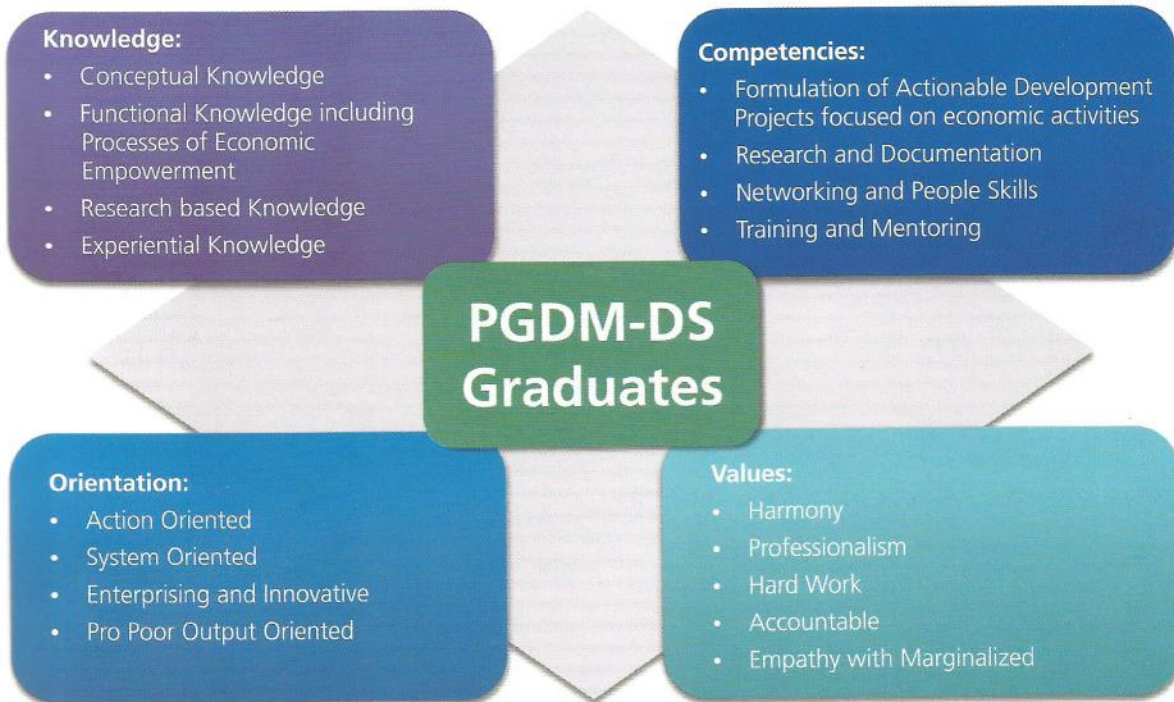 Knowledge:
• Conceptual Knowledge
• Functional Knowledge including
Processes of Economic
Empowerment
• Research based Knowledge
• Experiential Knowledge
Competencies:
• Formulation of Actionable Development
Projects focused on economic activities
• Research and Documentation
• Networking and People Skills
• Training and Mentoring
PGDM-DS
Graduates
Orientation:
• Action Oriented
• System Oriented
• Enterprising and Innovative
• Pro Poor Output Oriented
Values:
• Harmony
• Professionalism
• Hard Work
• Accountable
• Empathy with Marginalized